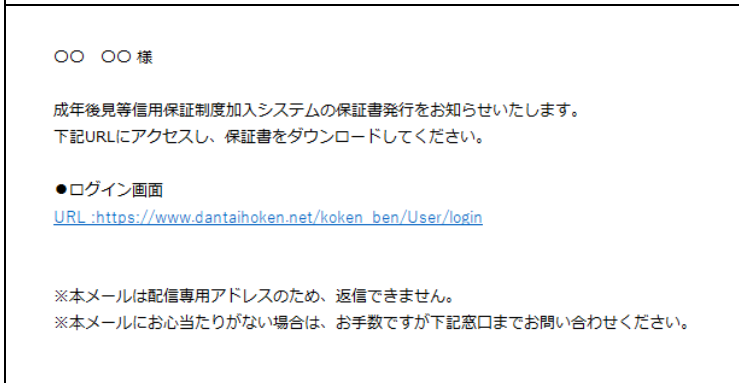 〇〇　〇〇 様
成年後見等信用保証制度加入システムの保証書発行をお知らせいたします。
下記URLにアクセスし、保証書をダウンロードしてください。
●ログイン画面
URL :https://www.dantaihoken.net/koken_ben/User/login
※本メールは配信専用アドレスのため、返信できません。
※本メールにお心当たりがない場合は、お手数ですが下記窓口までお問い合わせください。